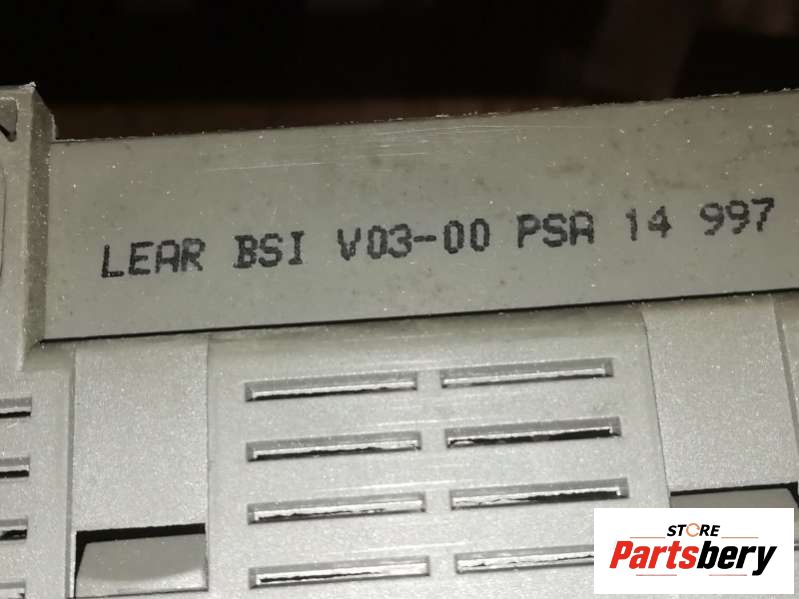 LEAR BSI V03-00 PSA 14 997
STORE
Partsbery